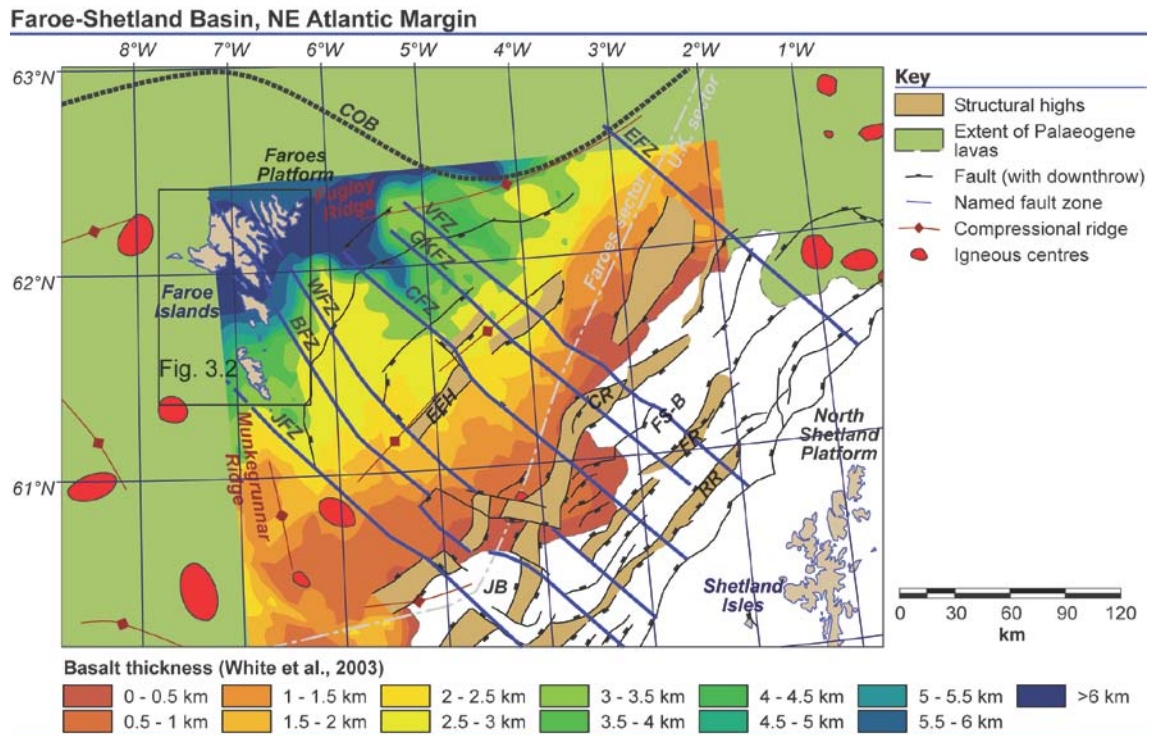 Faroe-Shetland Basin, NE Atlantic Margin
8°W 7°W 6°W 5°W 4°W 3°W 2°W 1°W
63°N
62°N
61°N
COB
Faroes
Platform
Fugloy
Ridge
EFZ
U.K. sector
Faroes sector
VFZ
GKFZ
CFZ
WFZ
BFZ
JFZ
Faroe
Islands
Fig. 3.2
EEH
CR
FS-B
FR
RR
JB
Munkegrunnar
Ridge
North
Shetland
Platform
Shetland
Isles
Key
Structural highs
Extent of Palaeogene
lavas
Fault (with downthrow)
Named fault zone
Compressional ridge
Igneous centres
0 30 60 90 120
km
Basalt thickness (White et al., 2003)
0 - 0.5 km 1 - 1.5 km 2 - 2.5 km 3 - 3.5 km 4 - 4.5 km 5 - 5.5 km >6 km
0.5 - 1 km 1.5 - 2 km 2.5 - 3 km 3.5 - 4 km 4.5 - 5 km 5.5 - 6 km